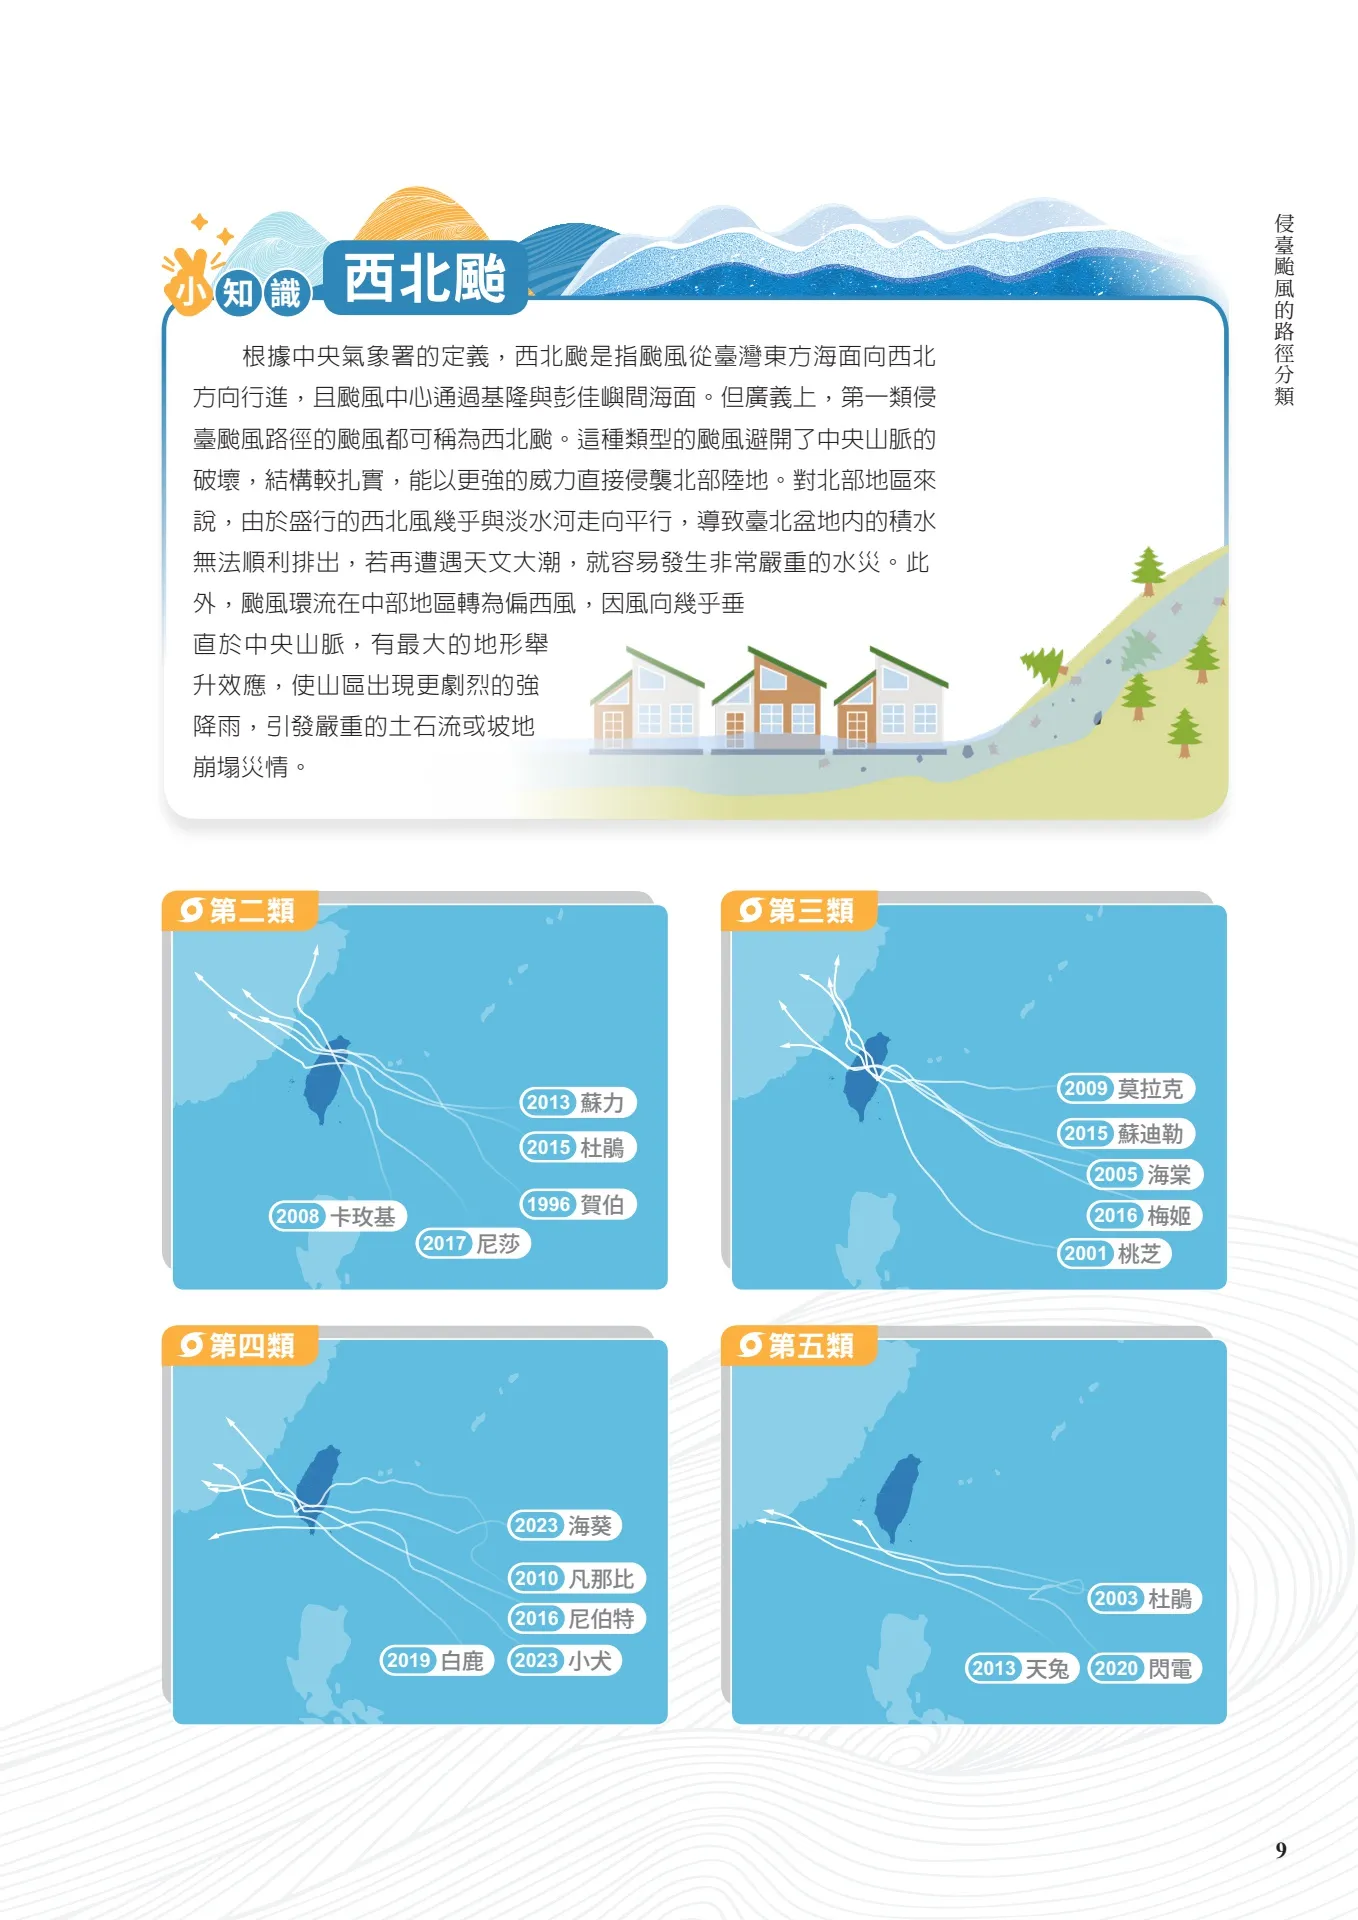 侵臺颱風的路徑分類
小知識
西北颱
根據中央氣象署的定義，西北颱是指颱風從臺灣東方海面向西北
方向行進，且颱風中心通過基隆與彭佳嶼間海面。但廣義上，第一類侵
臺颱風路徑的颱風都可稱為西北颱。這種類型的颱風避開了中央山脈的
破壞，結構較扎實，能以更強的威力直接侵襲北部陸地。對北部地區來
說，由於盛行的西北風幾乎與淡水河走向平行，導致臺北盆地內的積水
無法順利排出，若再遭遇天文大潮，就容易發生非常嚴重的水災。此
外，颱風環流在中部地區轉為偏西風，因風向幾乎垂
直於中央山脈，有最大的地形舉
升效應，使山區出現更劇烈的強
降雨，引發嚴重的土石流或坡地
崩塌災情。
第二類
2013 蘇力
2015 杜鵑
1996 賀伯
2008 卡玫基
2017 尼莎
第三類
2009 莫拉克
2015 蘇迪勒
2005 海棠
2016 梅姬
2001 桃芝
第四類
2023 海葵
2010 凡那比
2016 尼伯特
2019 白鹿
2023 小犬
第五類
2003 杜鵑
2013 天兔
2020 閃電
9